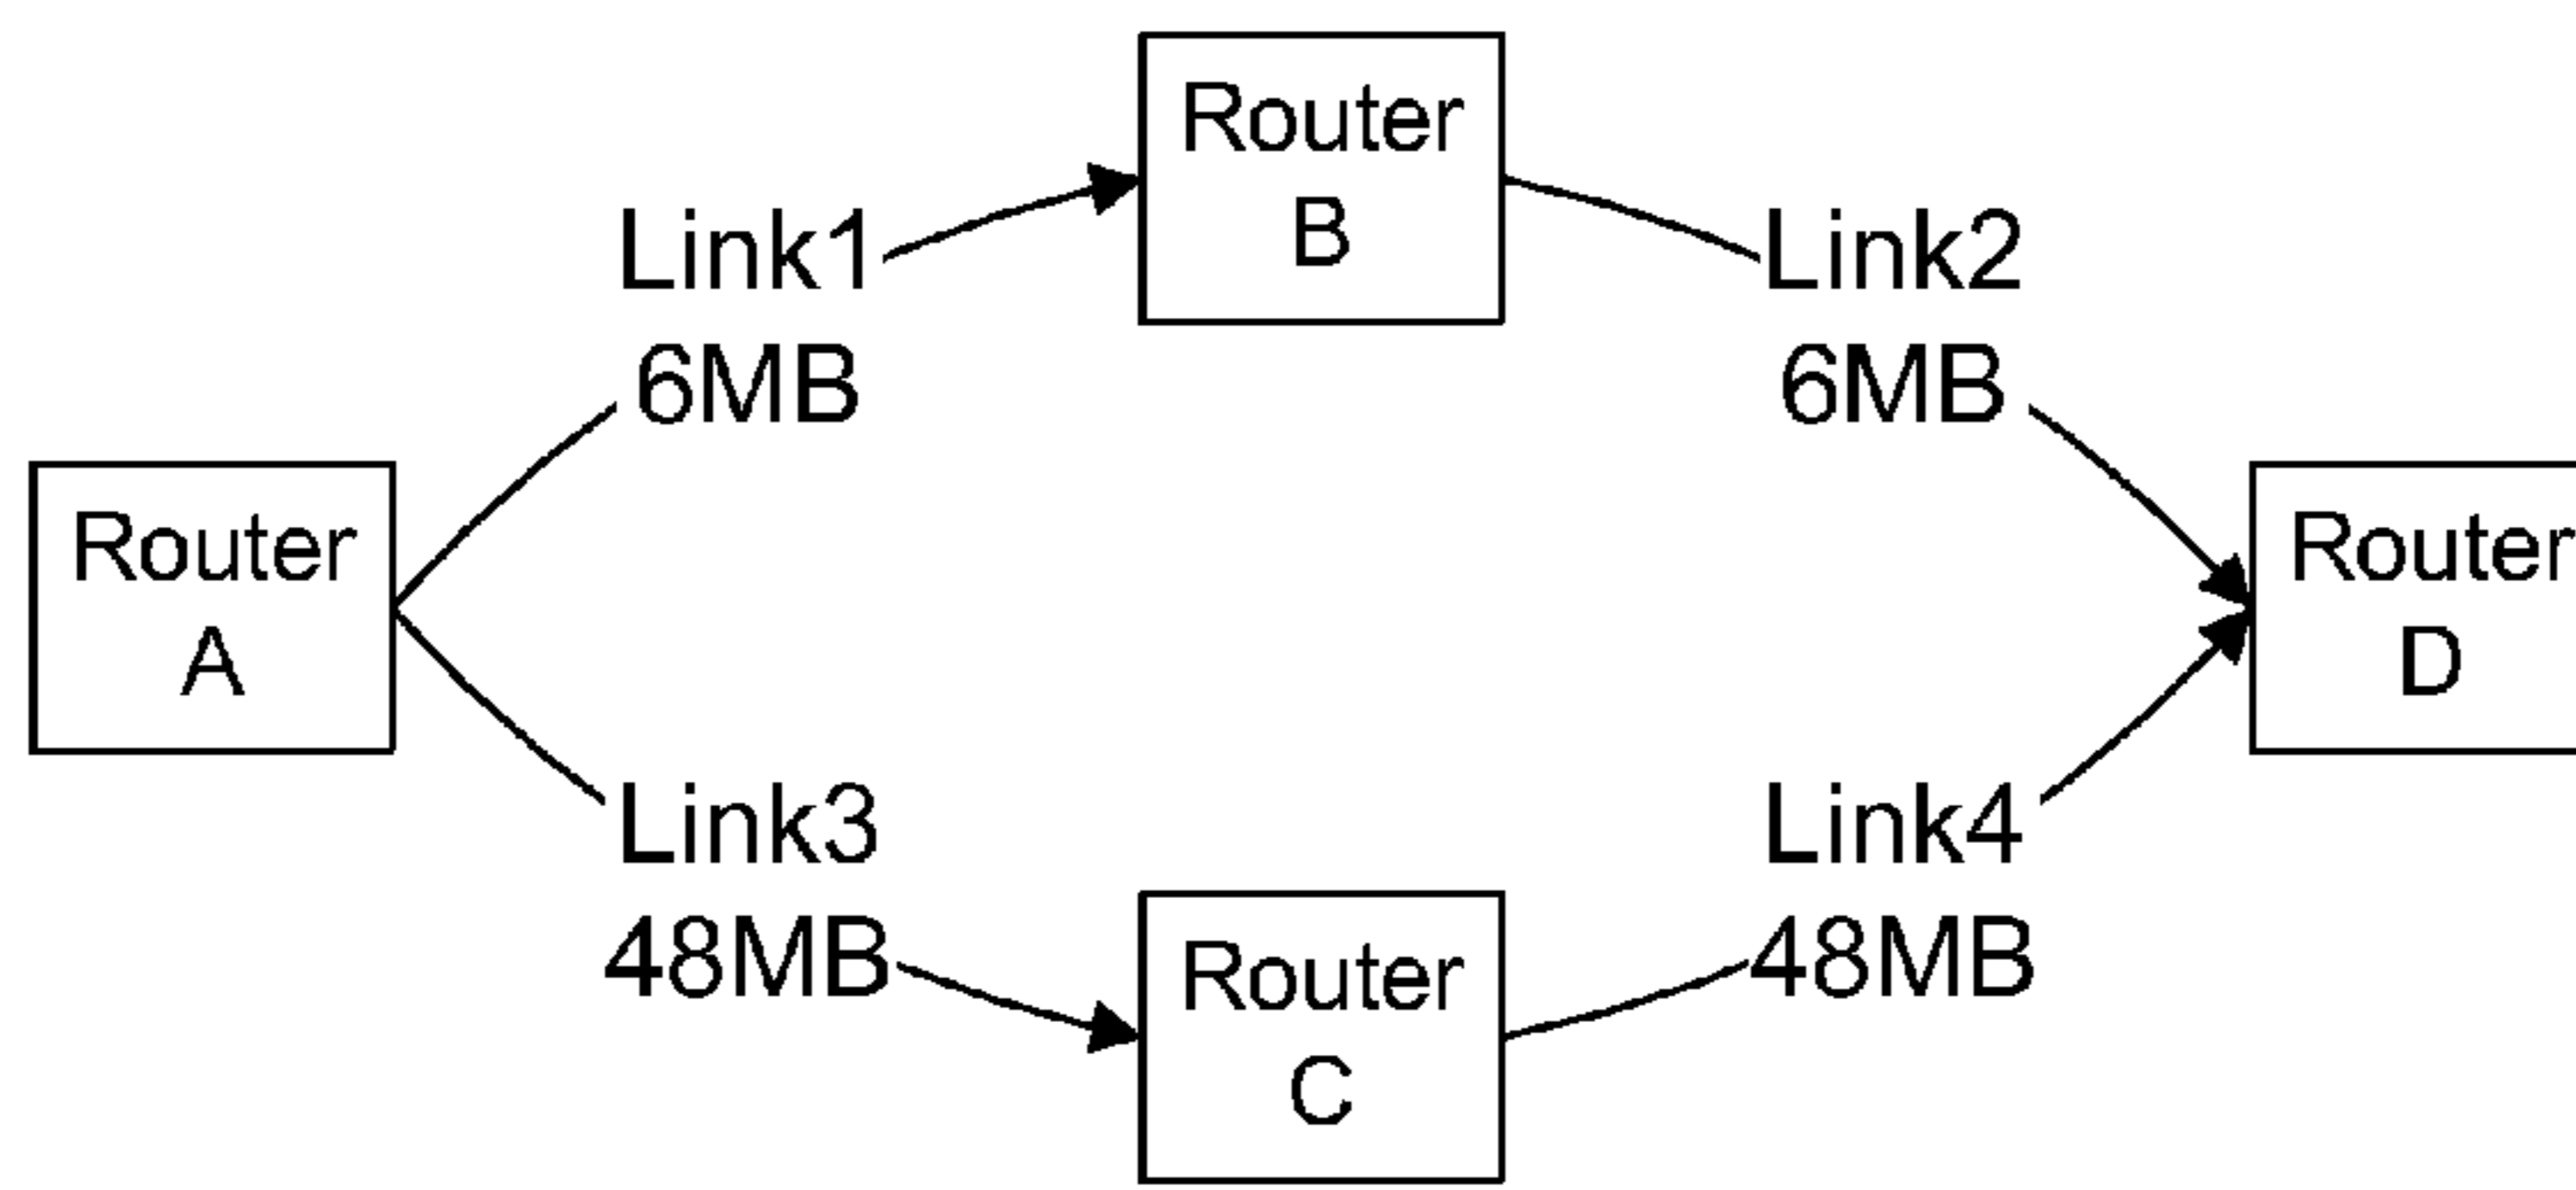 Router
B
Link1
6MB
Link2
6MB
Router
A
Router
D
Link3
48MB
Link4
48MB
Router
C